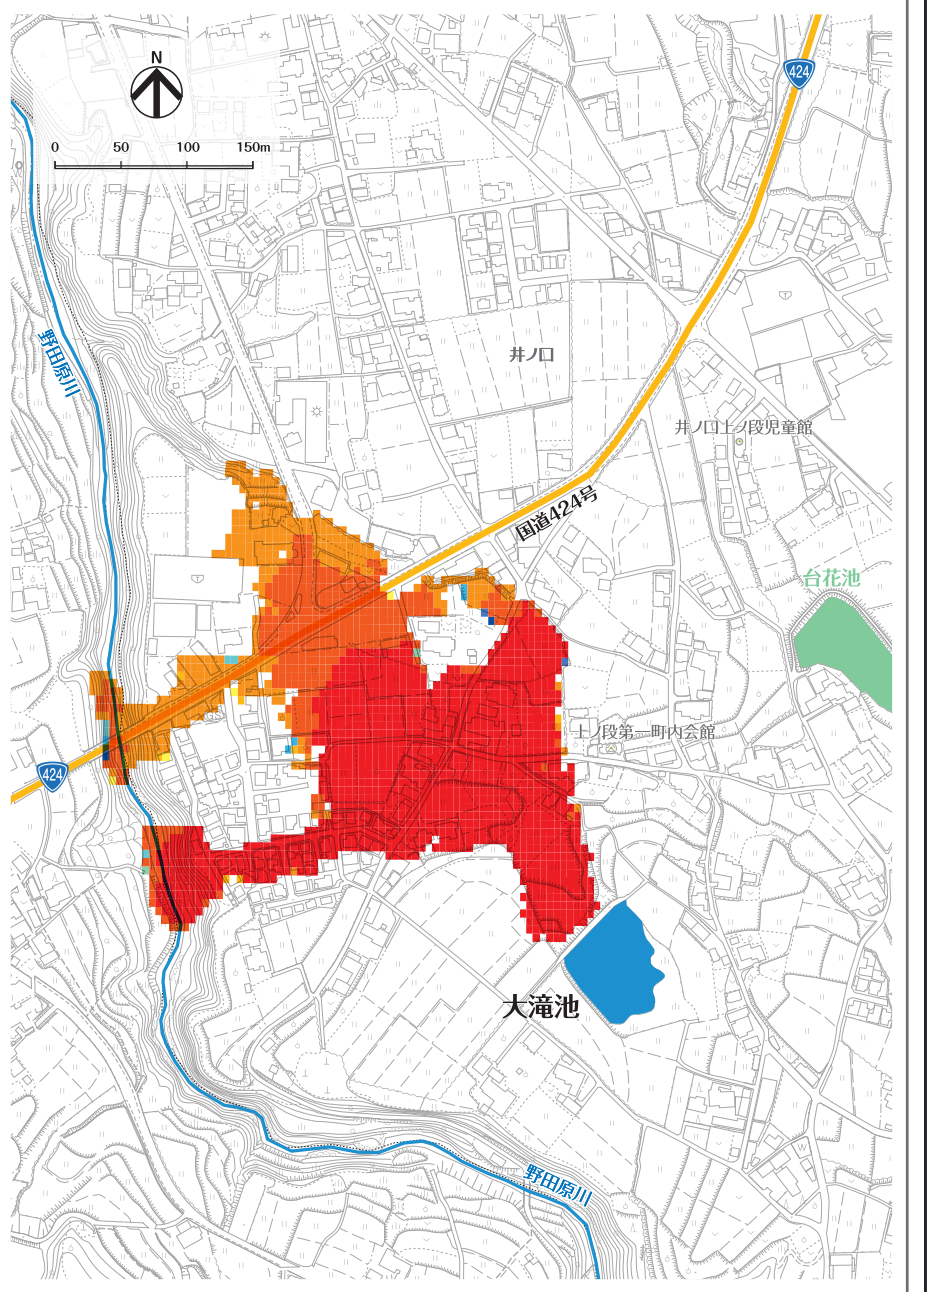 N
0 50 100 150m
424
野田原川
井ノ口
井ノ口上ノ段児童館
国道424号
台花池
上ノ段第一町内会館
424
大滝池
野田原川